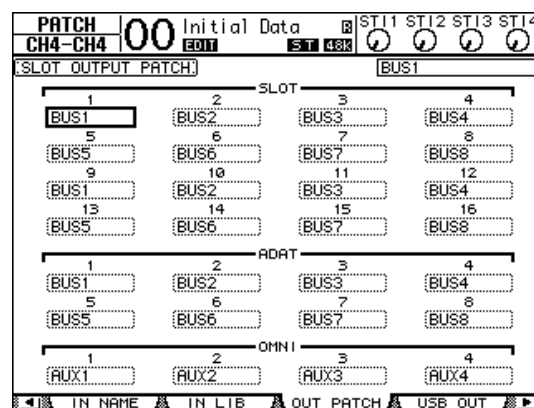 PATCH 00 Initial Data B ST11 ST12 ST13 ST14
CH4-CH4 EDIT ST 48K
SLOT OUTPUT PATCH BUS1
SLOT
1 2 3 4
BUS1 BUS2 BUS3 BUS4
5 6 7 8
BUS5 BUS6 BUS7 BUS8
9 10 11 12
BUS1 BUS2 BUS3 BUS4
13 14 15 16
BUS5 BUS6 BUS7 BUS8
ADAT
1 2 3 4
BUS1 BUS2 BUS3 BUS4
5 6 7 8
BUS5 BUS6 BUS7 BUS8
OMNI
1 2 3 4
AUX1 AUX2 AUX3 AUX4
IN NAME IN LIB OUT PATCH USB OUT